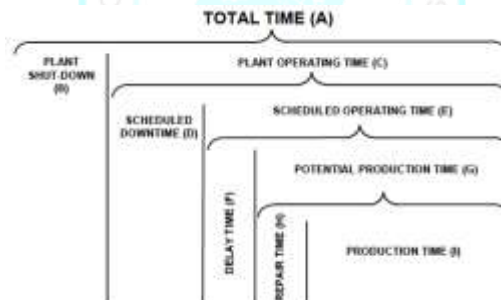 TOTAL TIME (A)
PLANT
SHUT-DOWN
(B)
PLANT OPERATING TIME (C)
SCHEDULED
DOWNTIME (D)
SCHEDULED OPERATING TIME (E)
DELAY TIME (F)
POTENTIAL PRODUCTION TIME (G)
REPAIR TIME (H)
PRODUCTION TIME (I)